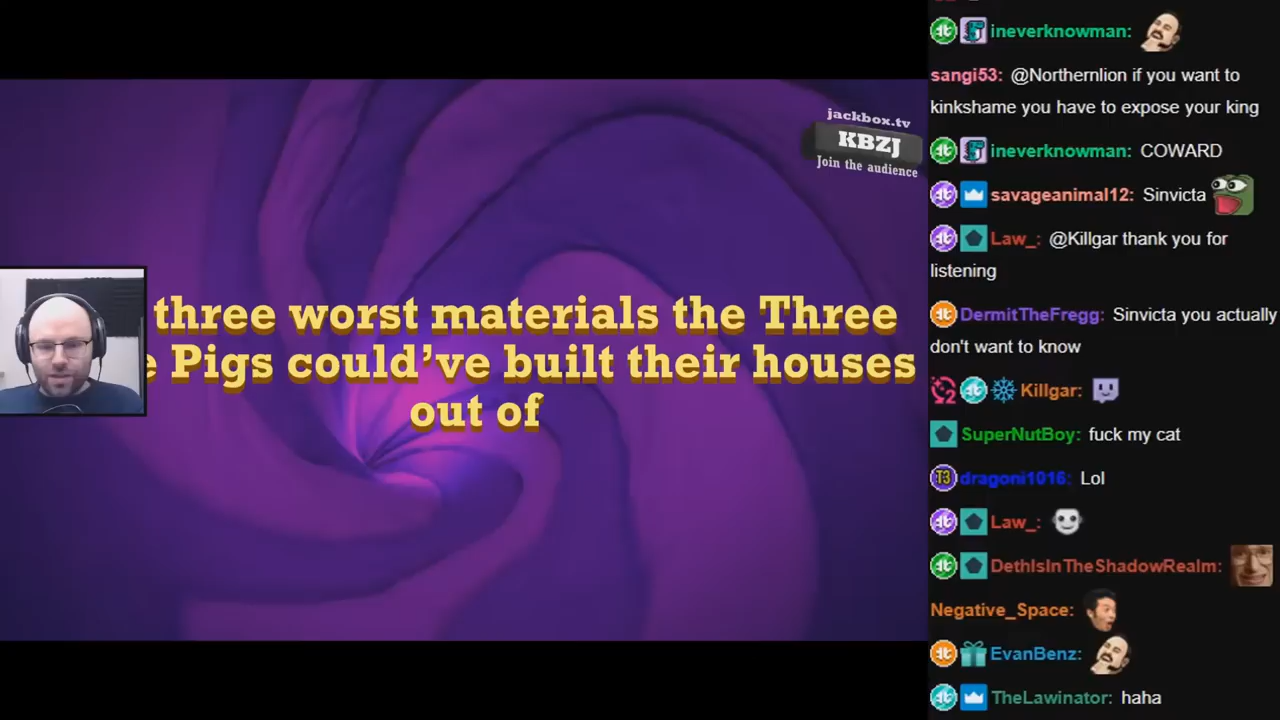 jackbox.tv
KBZJ
Join the audience
three worst materials the Three
e Pigs could’ve built their houses
out of
ineverknowman:
sangi53: @Northernlion if you want to
kinkshame you have to expose your king
ineverknowman: COWARD
savageanimal12: Sinvicta
Law_: @Killgar thank you for
listening
DermitTheFregg: Sinvicta you actually
don't want to know
Killgar:
SuperNutBoy: fuck my cat
T3 dragoni1016: Lol
Law_:
DethIsInTheShadowRealm:
Negative_Space:
EvanBenz:
TheLawinator: haha